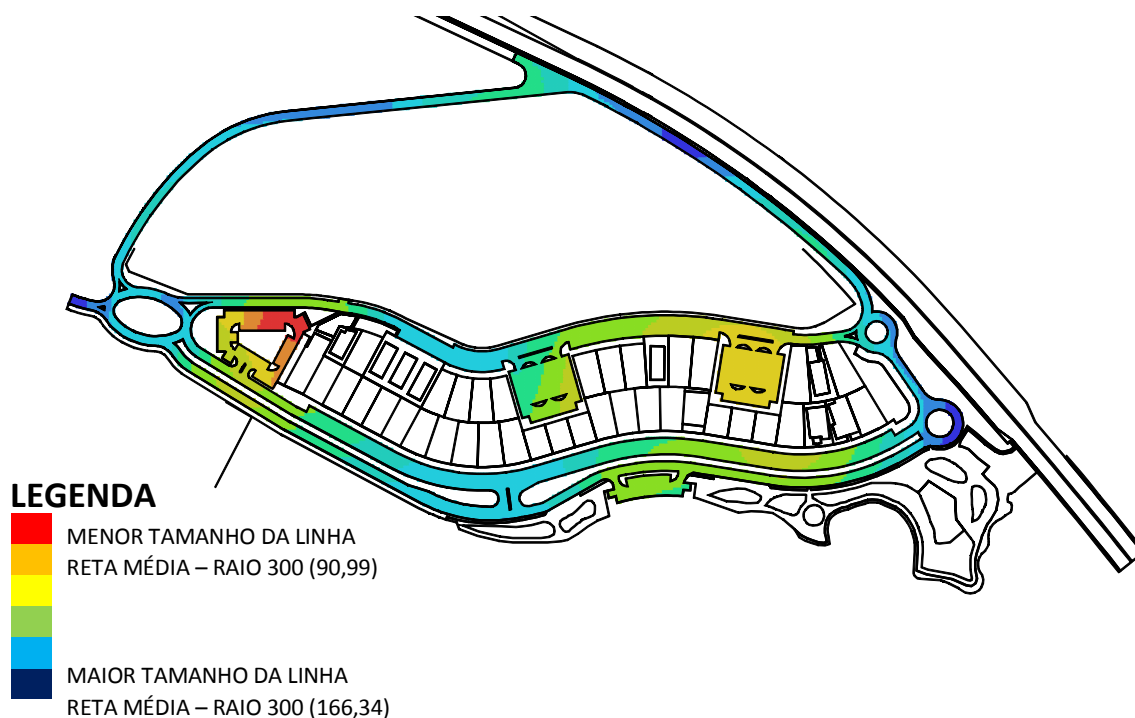 LEGENDA
MENOR TAMANHO DA LINHA
RETA MÉDIA – RAIO 300 (90,99)
MAIOR TAMANHO DA LINHA
RETA MÉDIA – RAIO 300 (166,34)